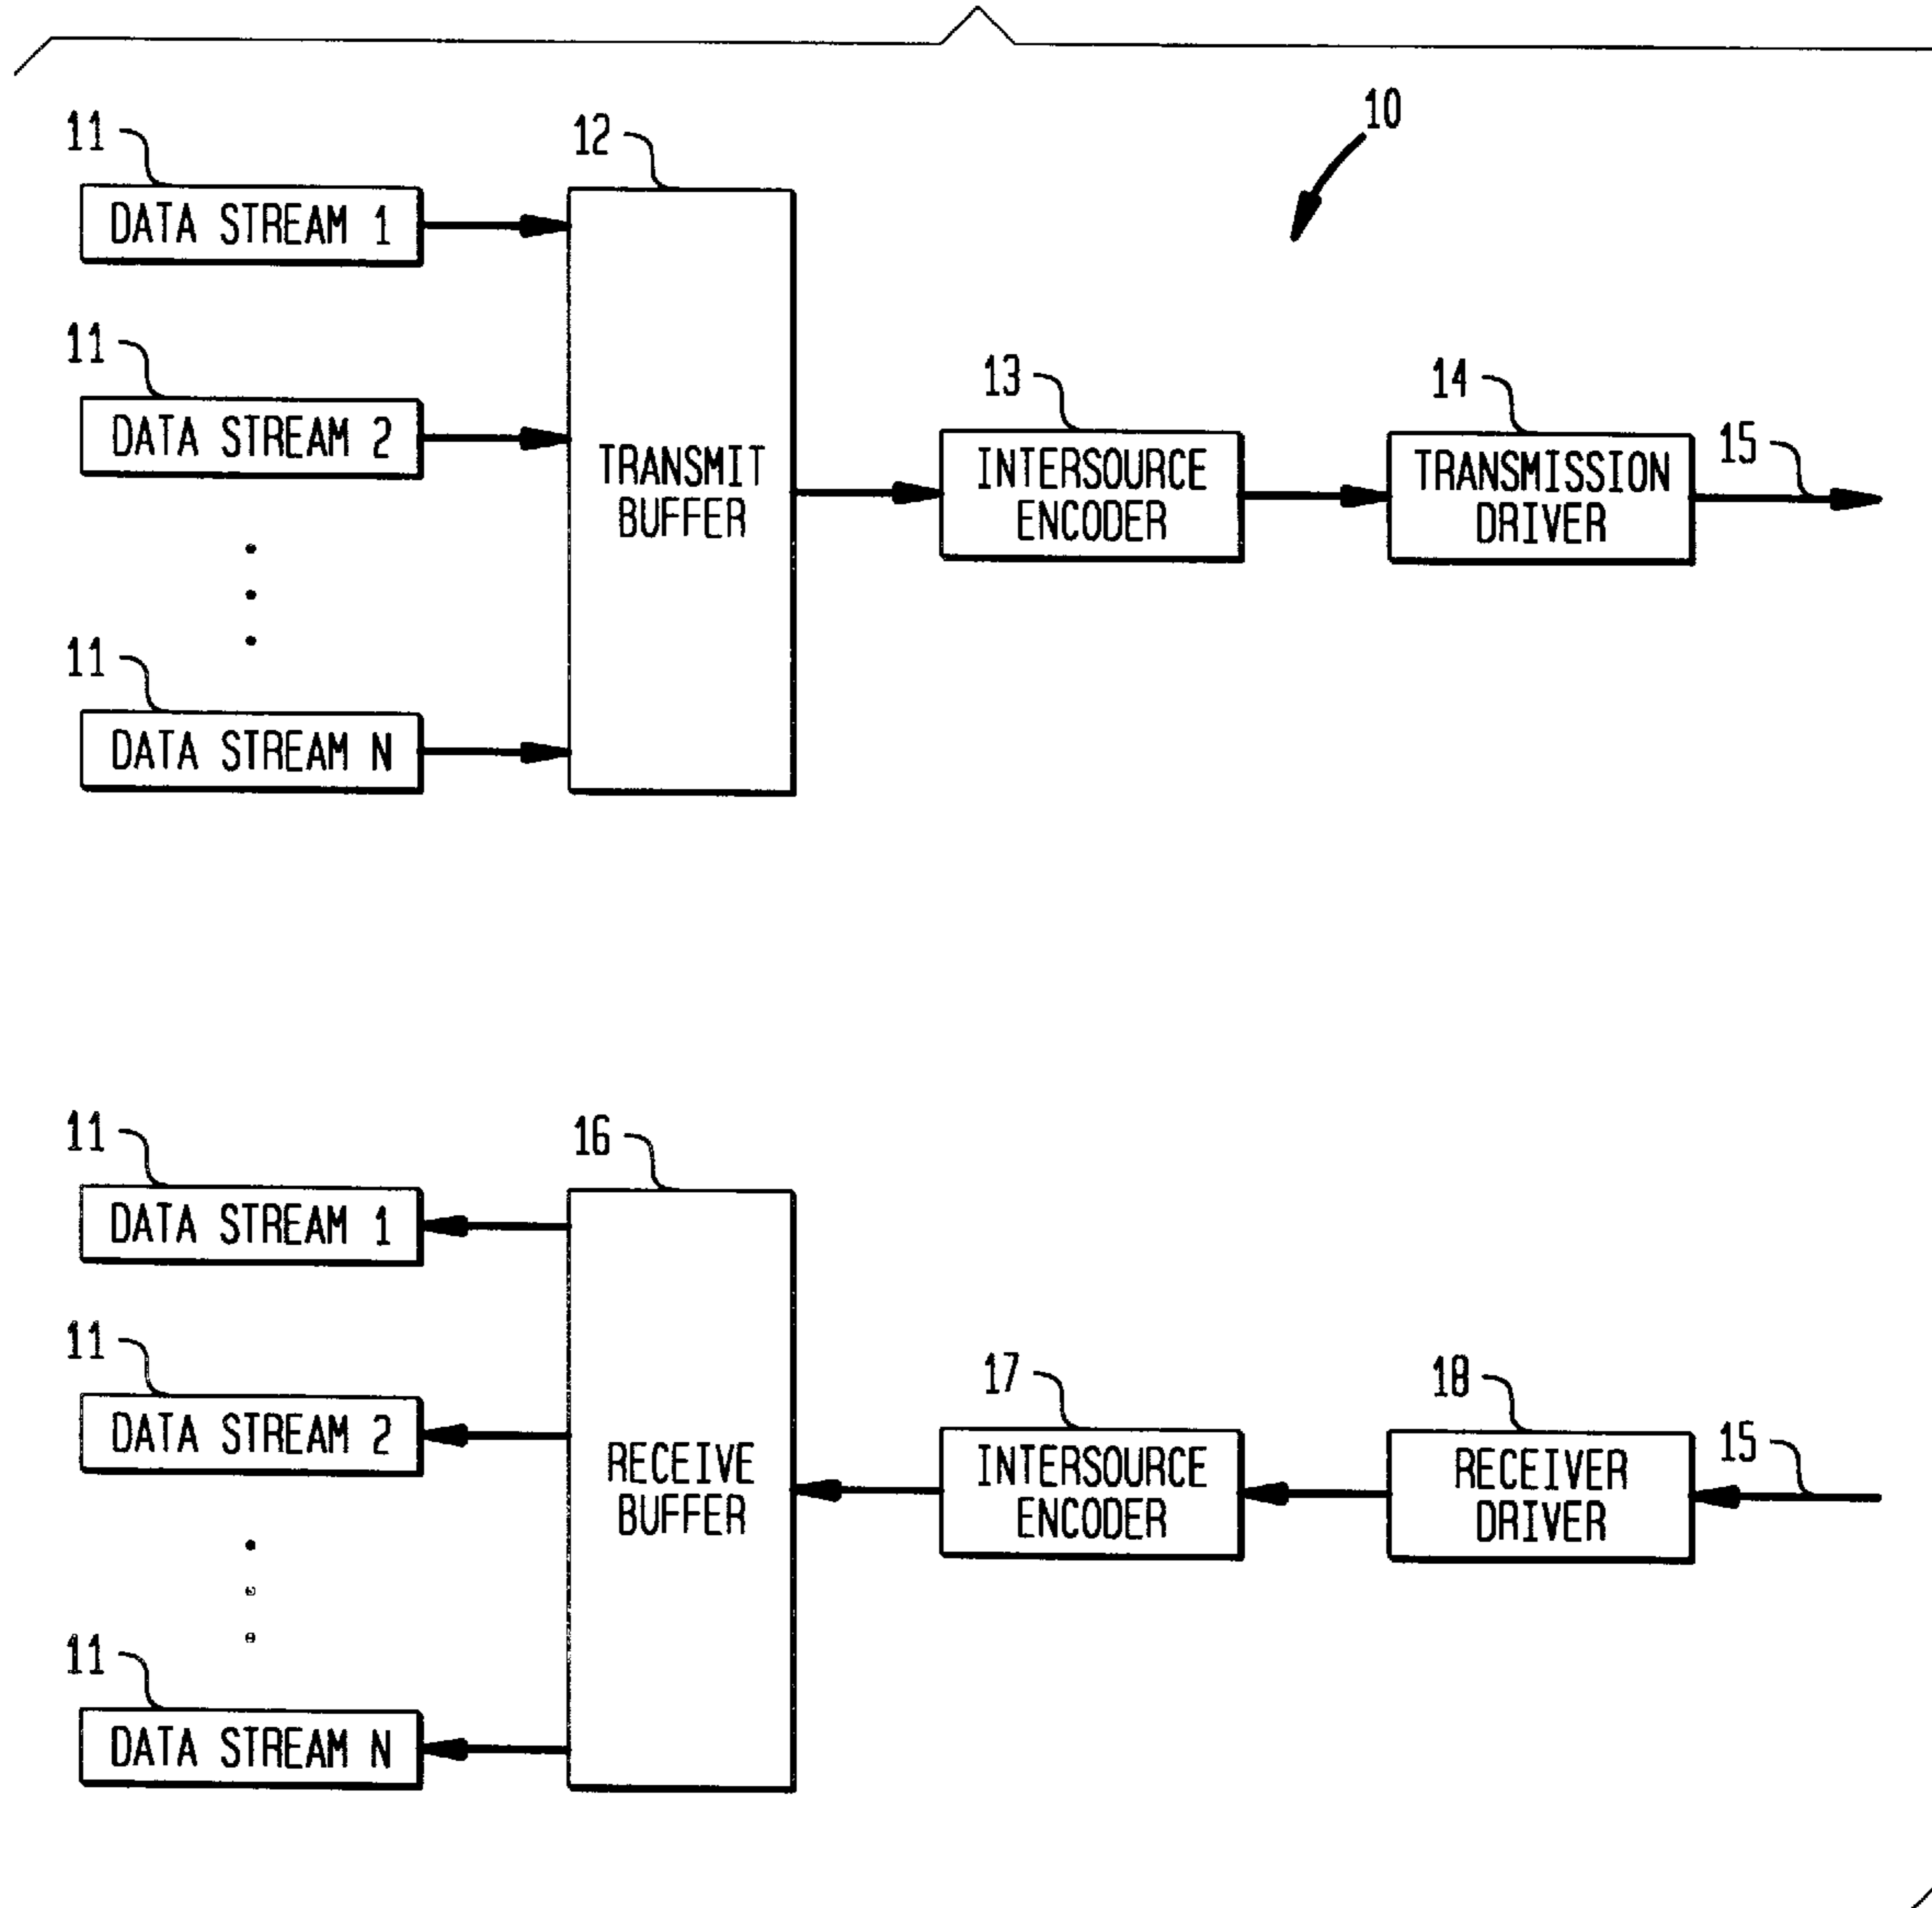 10
11
DATA STREAM 1
11
DATA STREAM 2
11
DATA STREAM N
12
TRANSMIT
BUFFER
13
INTERSOURCE
ENCODER
14
TRANSMISSION
DRIVER
15
11
DATA STREAM 1
11
DATA STREAM 2
11
DATA STREAM N
16
RECEIVE
BUFFER
17
INTERSOURCE
ENCODER
18
RECEIVER
DRIVER
15